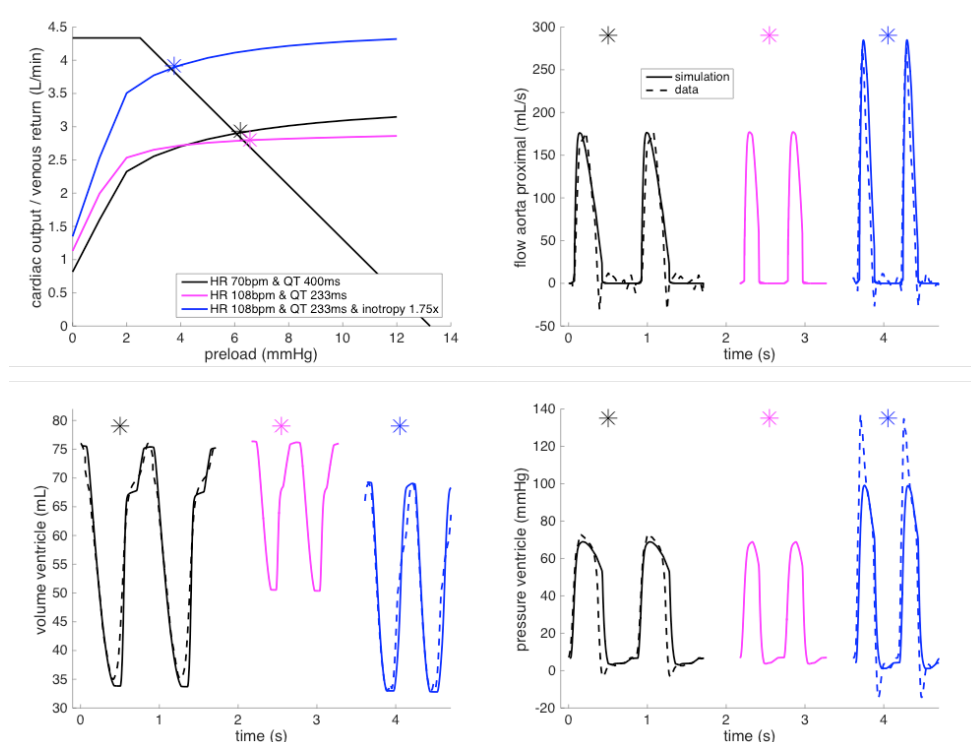 cardiac output / venous return (L/min)
4.5
4
3.5
3
2.5
2
1.5
1
0.5
0
HR 70bpm & QT 400ms
HR 108bpm & QT 233ms
HR 108bpm & QT 233ms & inotropy 1.75x
0 2 4 6 8 10 12 14
preload (mmHg)
flow aorta proximal (mL/s)
300
250
200
150
100
50
0
-50
simulation
data
0 1 2 3 4
time (s)
volume ventricle (mL)
80
75
70
65
60
55
50
45
40
35
30
0 1 2 3 4
time (s)
pressure ventricle (mmHg)
140
120
100
80
60
40
20
0
-20
0 1 2 3 4
time (s)